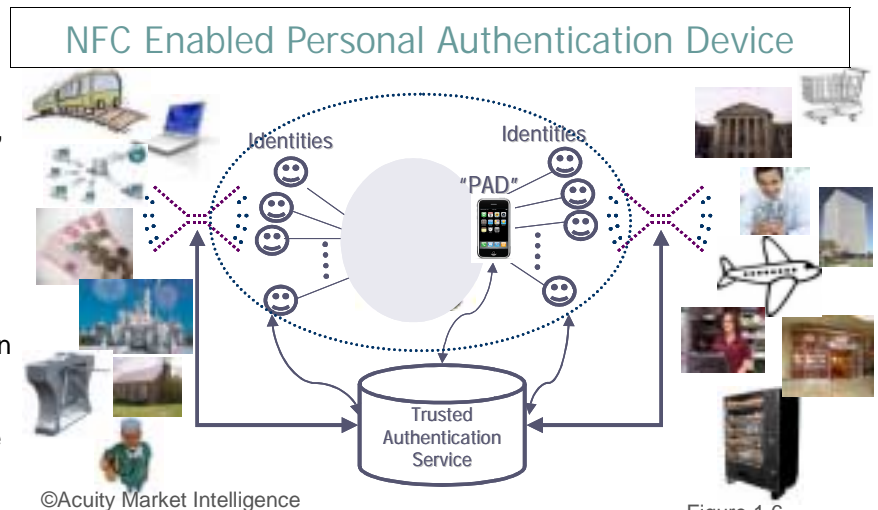 NFC Enabled Personal Authentication Device
Identities
Identities
"PAD"
n
Trusted
Authentication
Service
©Acuity Market Intelligence